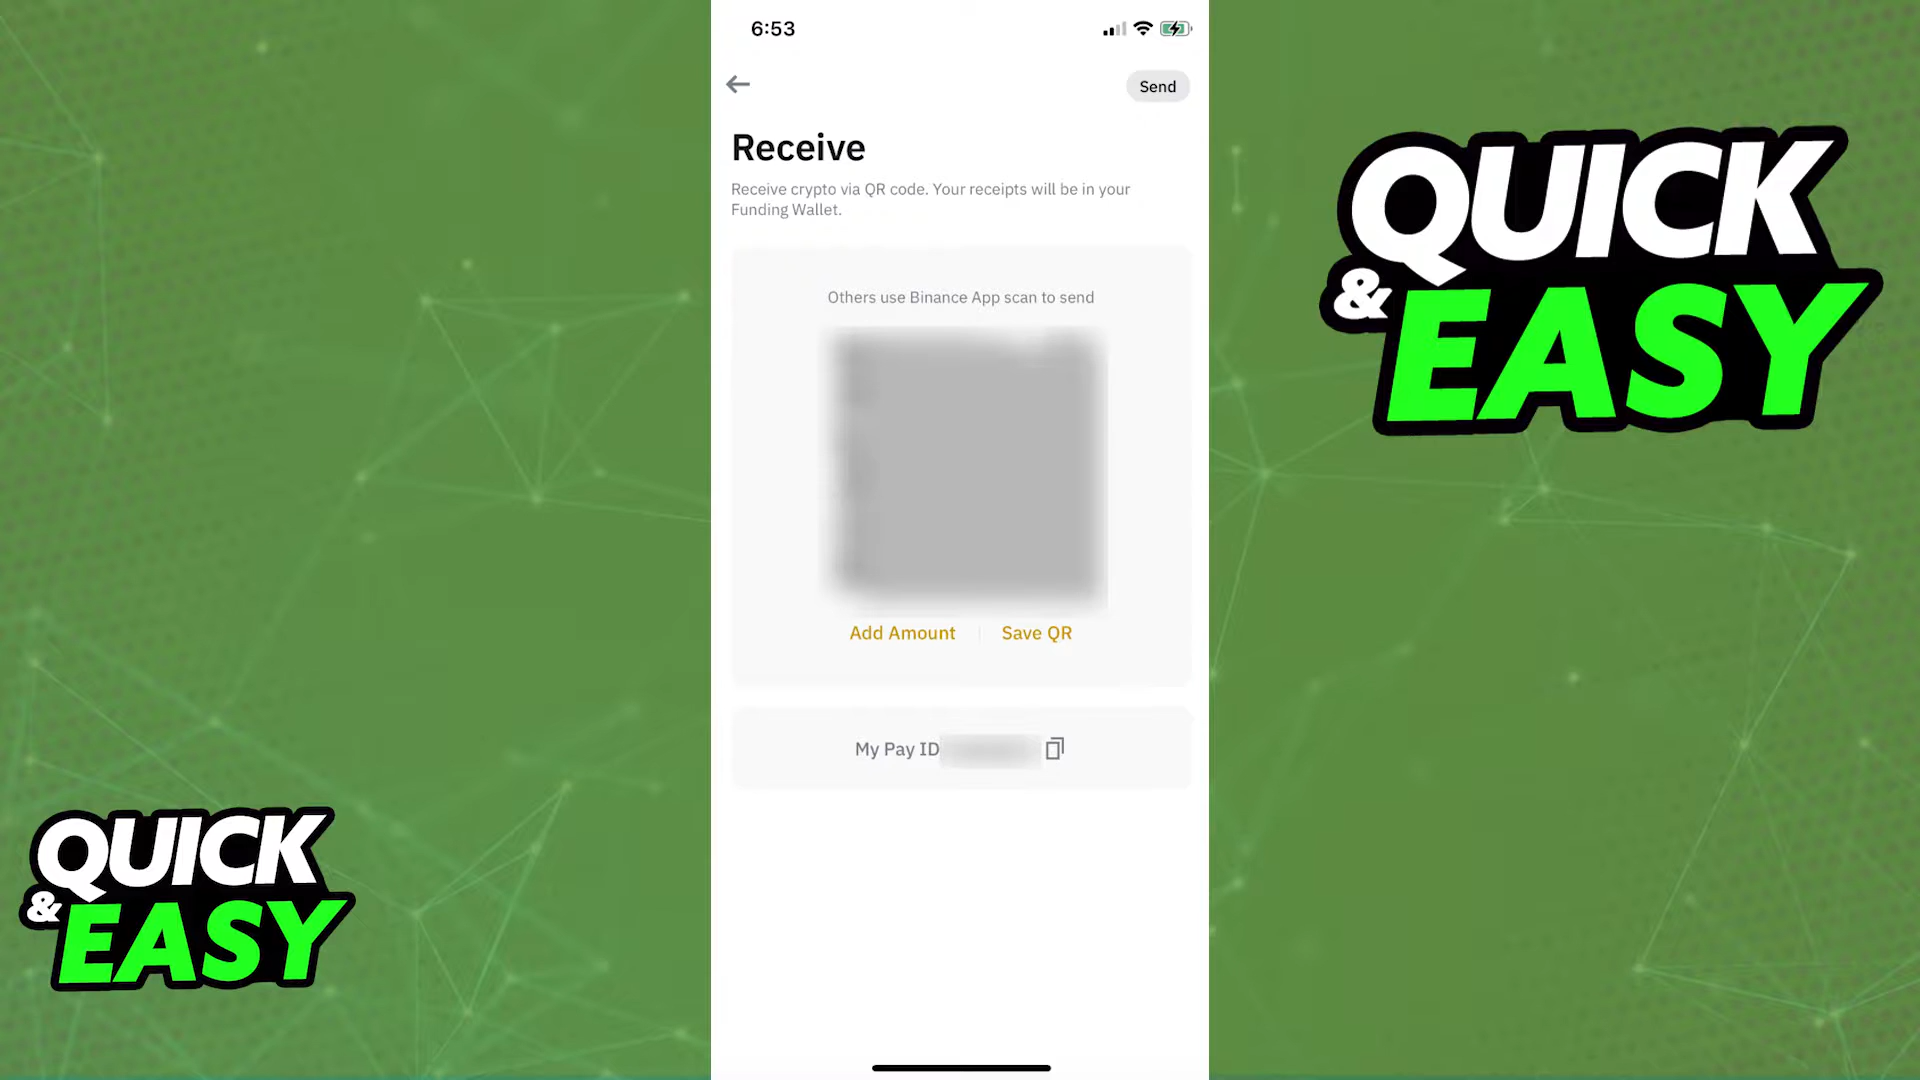 6:53
Send
Receive
Receive crypto via QR code. Your receipts will be in your
Funding Wallet.
Others use Binance App scan to send
Add Amount
Save QR
My Pay ID
QUICK
& EASY
QUICK
& EASY